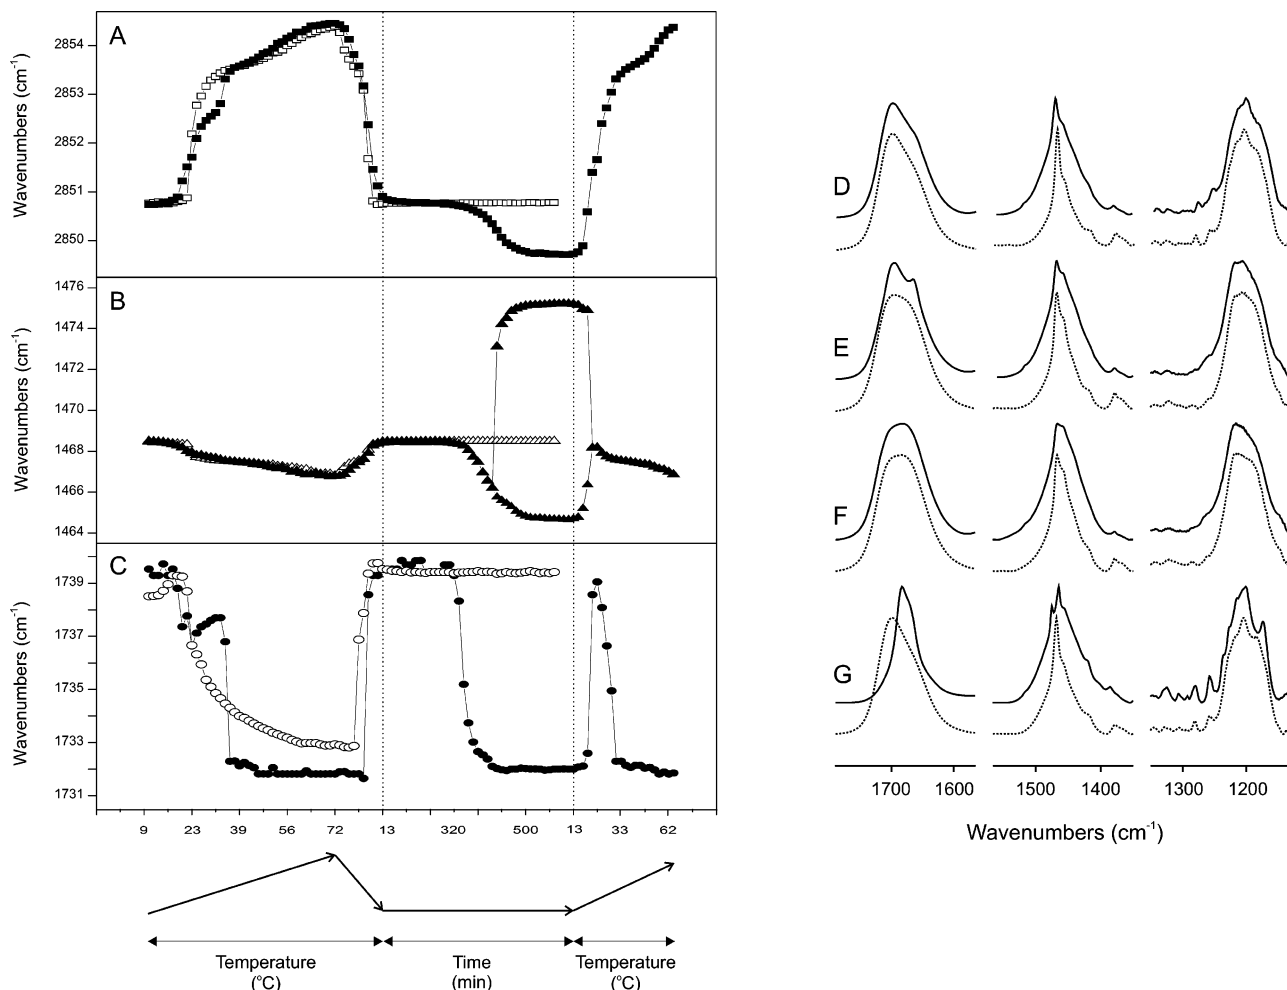 A
2854
2853
2852
2851
2850
Wavenumbers (cm-1)
B
1476
1474
1472
1470
1468
1466
1464
Wavenumbers (cm-1)
C
1739
1737
1735
1733
1731
Wavenumbers (cm-1)
9 23 39 56 72 13 320 500 13 33 62
Temperature
(°C)
Time
(min)
Temperature
(°C)
D
E
F
G
1700 1600 1500 1400 1300 1200
Wavenumbers (cm-1)